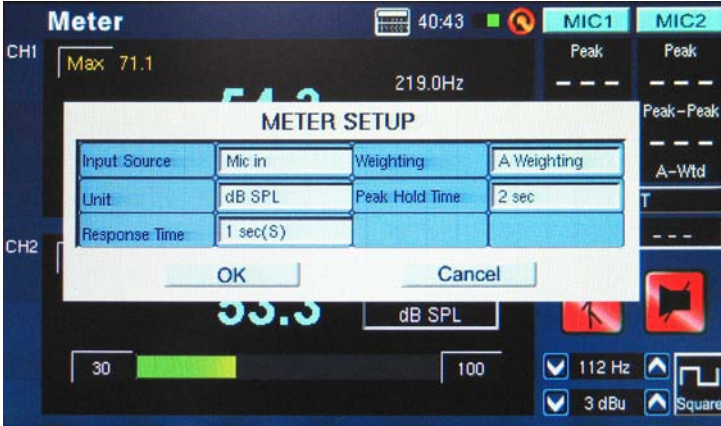 Meter 40:43 MIC1 MIC2
CH1 Max 71.1 Peak Peak
219.0Hz
--- ---
Peak-Peak
METER SETUP
---
Input Source Mic in Weighting A Weighting
A-Wtd
Unit dB SPL Peak Hold Time 2 sec
T
Response Time 1 sec(S)
---
CH2
OK Cancel
53.3 dB SPL
30 100 112 Hz
3 dBu Square